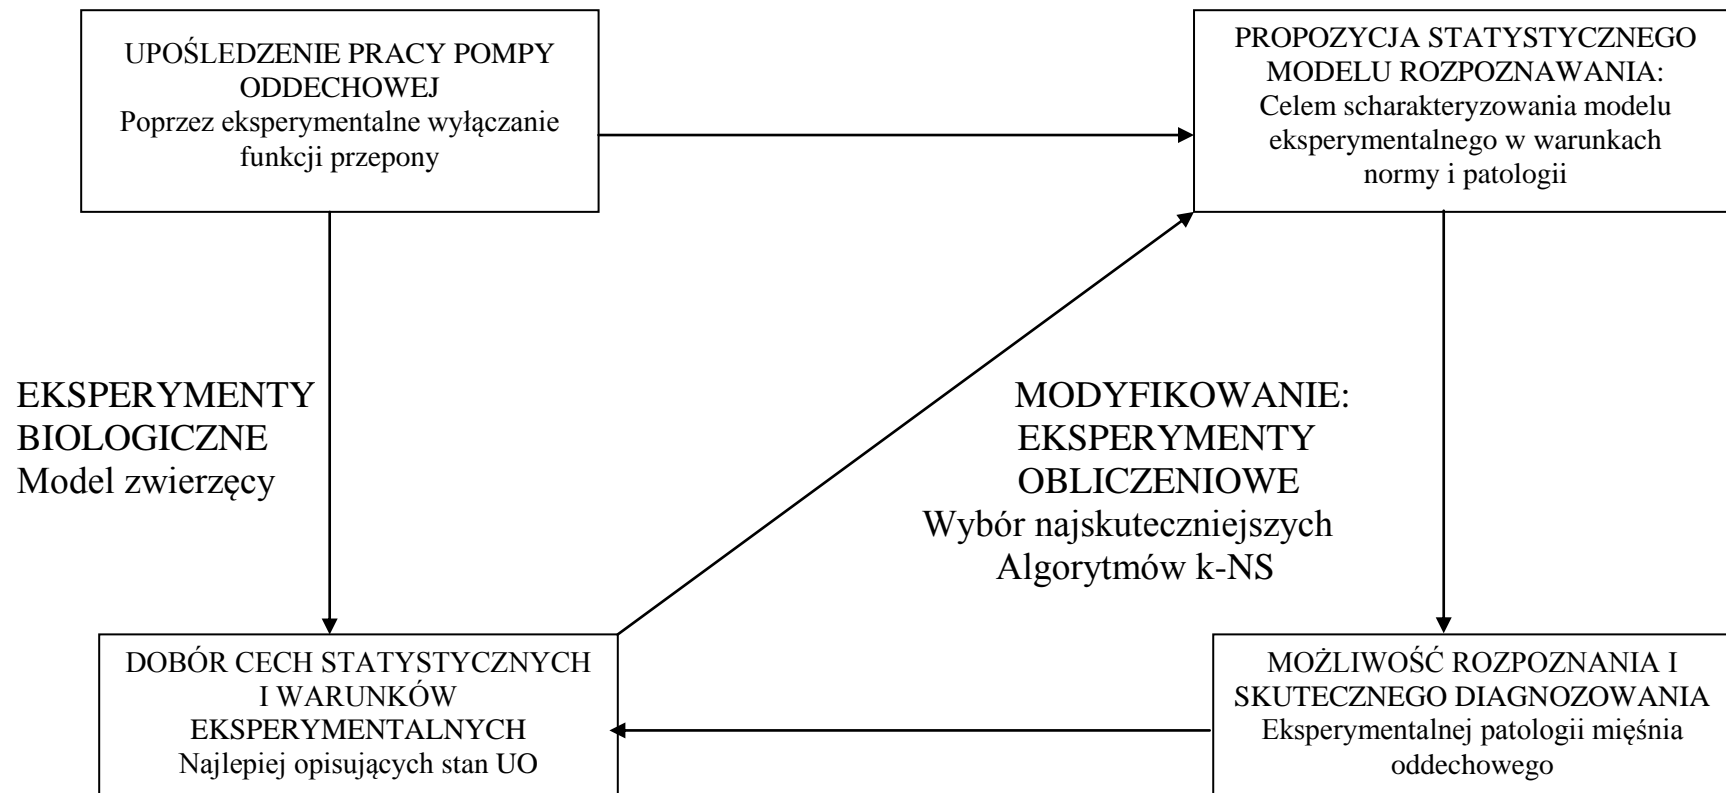 UPOŚLEDZENIE PRACY POMPY
ODDECHOWEJ
Poprzez eksperymentalne wyłączanie
funkcji przepony
PROPOZYCJA STATYSTYCZNEGO
MODELU ROZPOZNAWANIA:
Celem scharakteryzowania modelu
eksperymentalnego w warunkach
normy i patologii
EKSPERYMENTY
BIOLOGICZNE
Model zwierzęcy
MODYFIKOWANIE:
EKSPERYMENTY
OBLICZENIOWE
Wybór najskuteczniejszych
Algorytmów k-NS
DOBÓR CECH STATYSTYCZNYCH
I WARUNKÓW
EKSPERYMENTALNYCH
Najlepiej opisujących stan UO
MOŻLIWOŚĆ ROZPOZNANIA I
SKUTECZNEGO DIAGNOZOWANIA
Eksperymentalnej patologii mięśnia
oddechowego